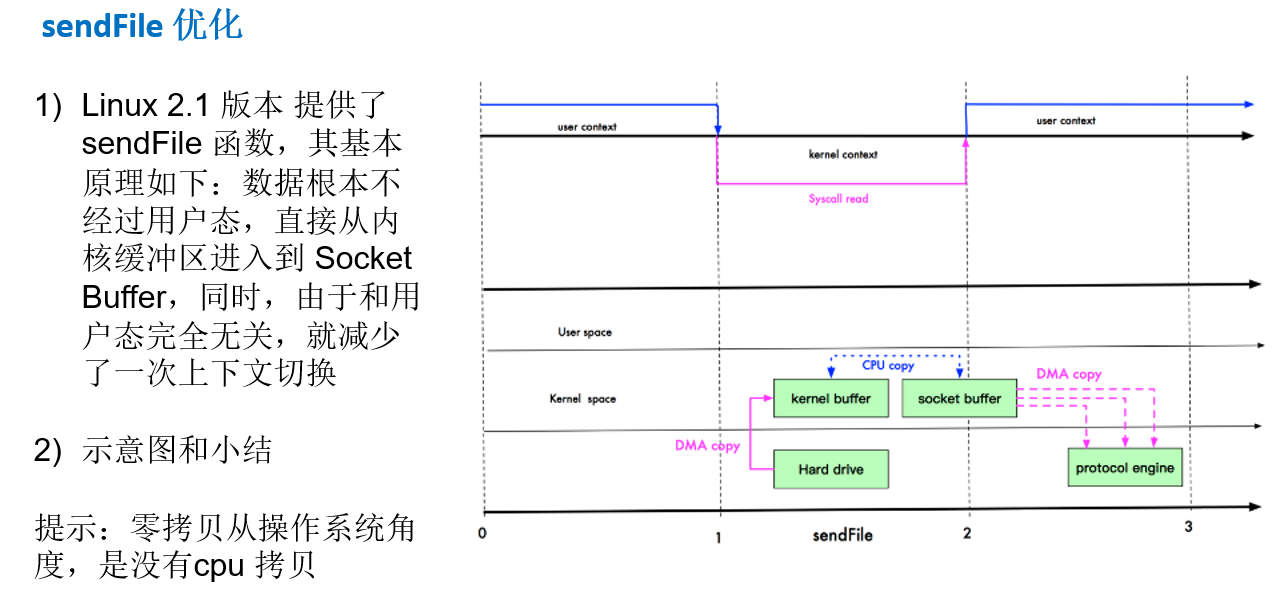 sendFile 优化
1) Linux 2.1 版本 提供了
sendFile 函数，其基本
原理如下：数据根本不
经过用户态，直接从内
核缓冲区进入到 Socket
Buffer，同时，由于和用
户态完全无关，就减少
了一次上下文切换
2) 示意图和小结
提示：零拷贝从操作系统角
度，是没有cpu 拷贝
user context
user context
kernel context
Syscall read
User space
CPU copy
Kernel space
kernel buffer
socket buffer
DMA copy
DMA copy
Hard drive
protocol engine
0
1
sendFile
2
3